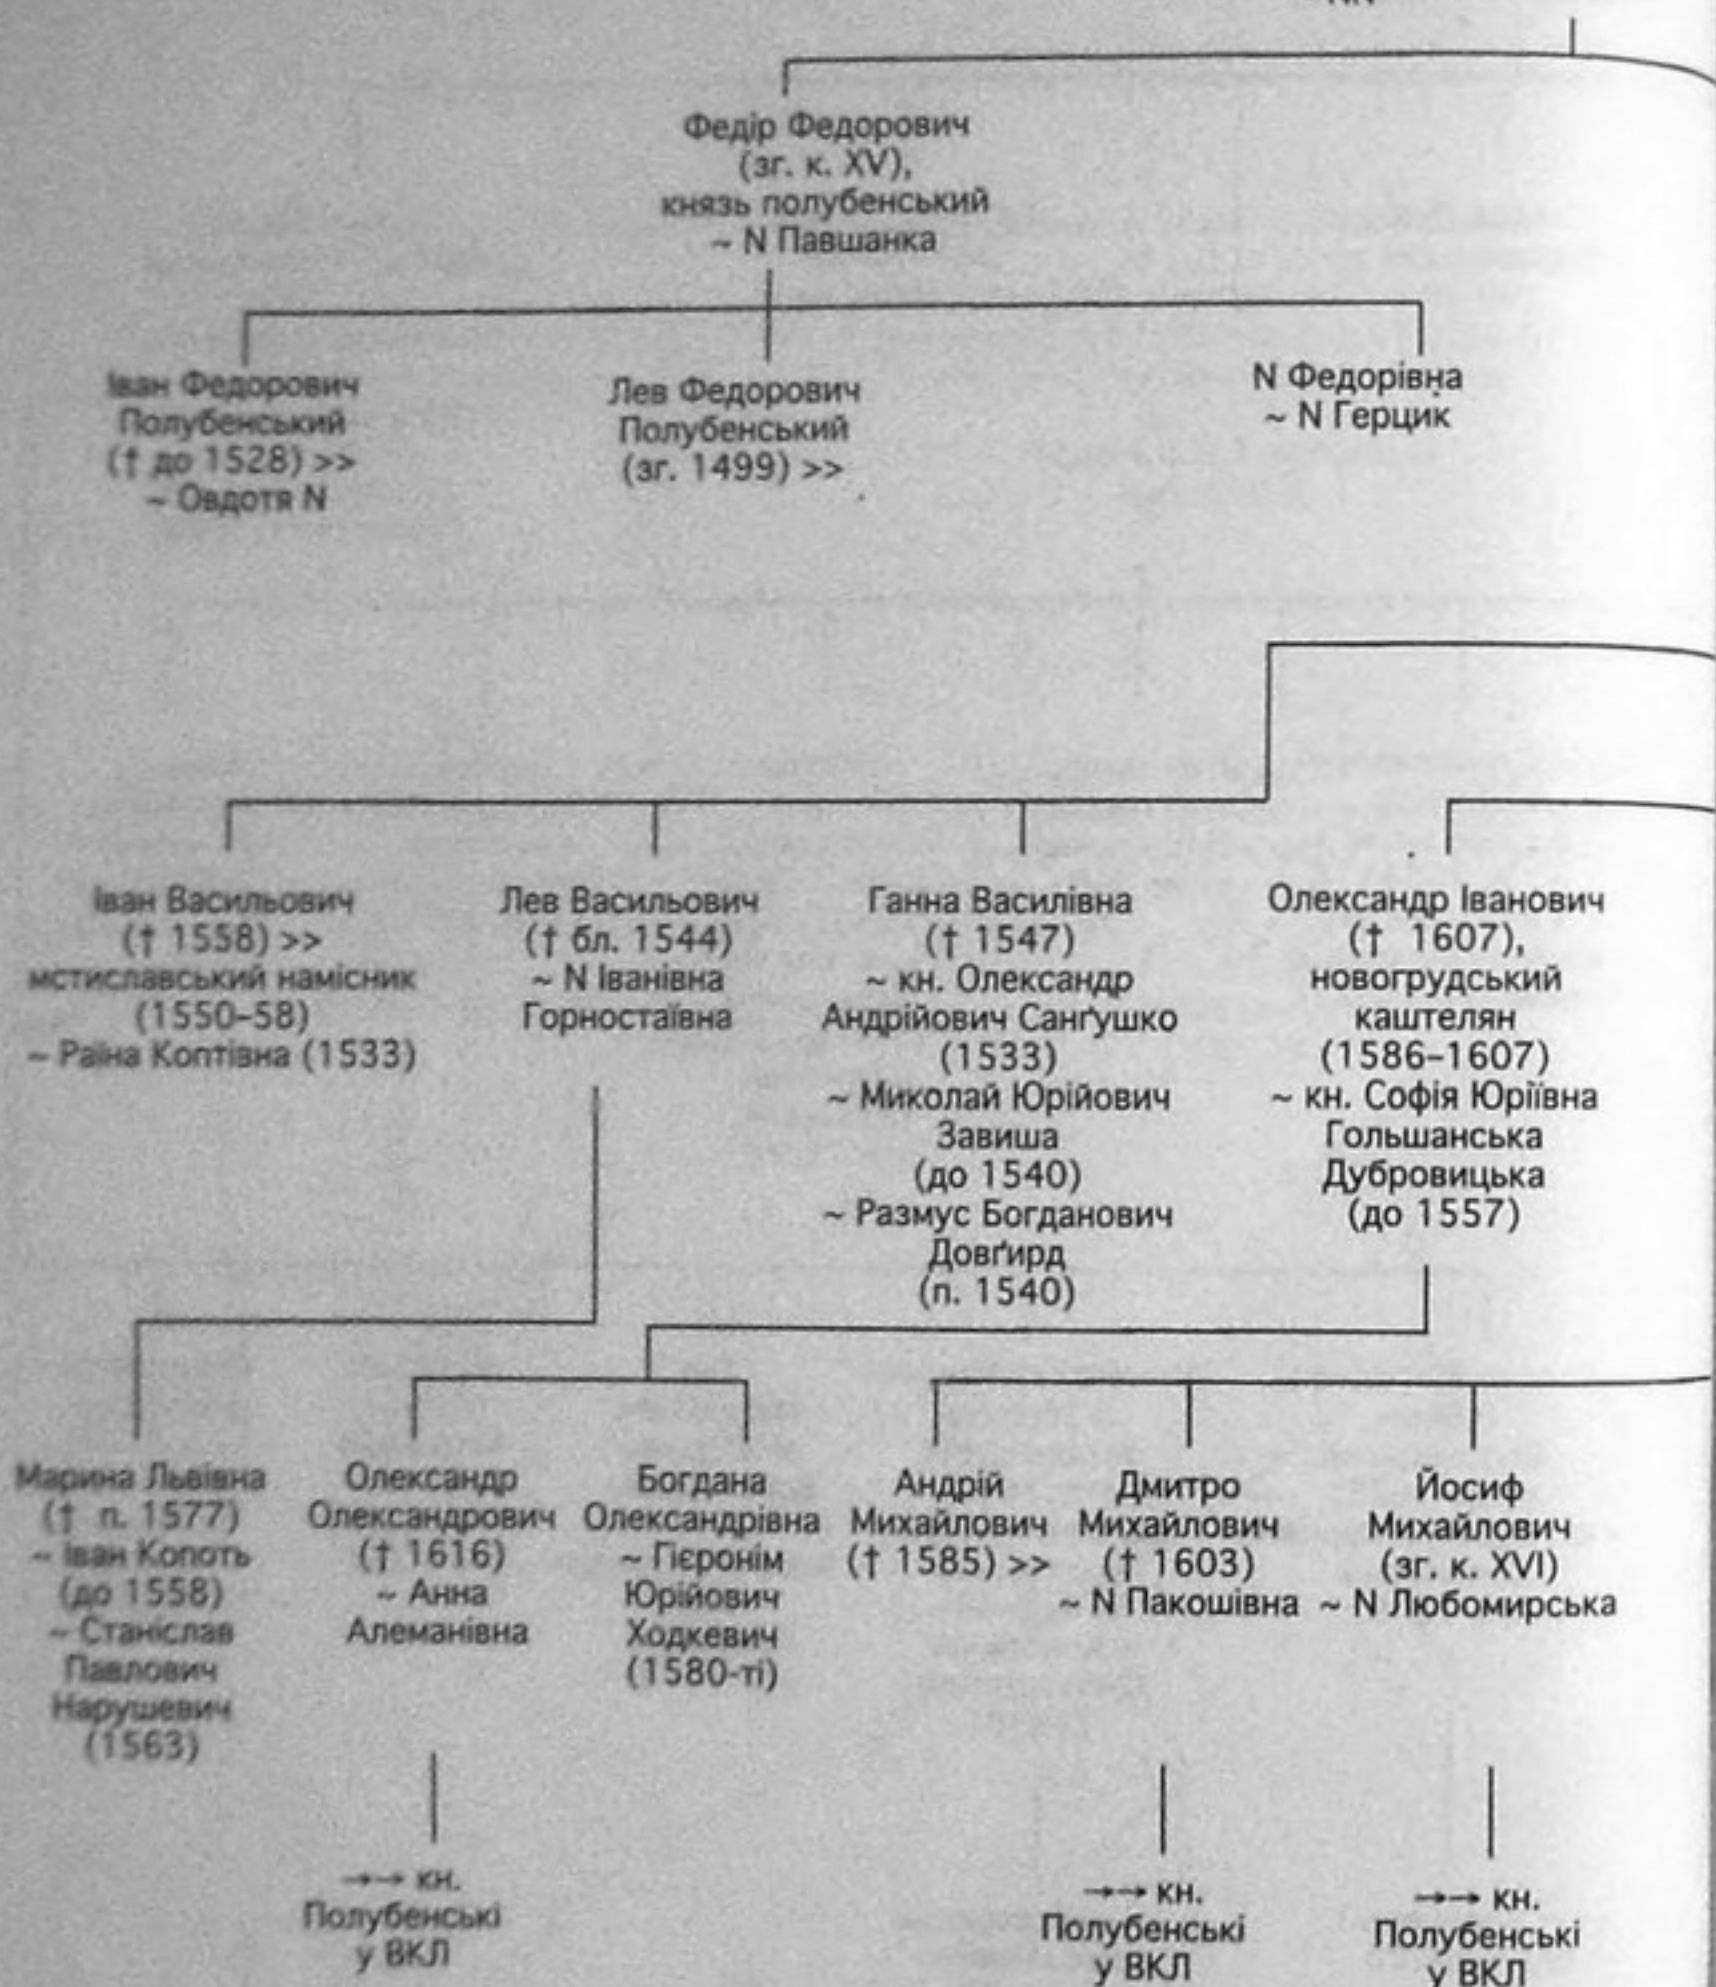 Федір Федорович
(зг. к. XV),
князь полубенський
~ N Павшанка
Іван Федорович
Полубенський
(† до 1528) >>
~ Овдотя N
Лев Федорович
Полубенський
(зг. 1499) >>
N Федорівна
~ N Герцик
Іван Васильович
(† 1558) >>
мстиславський намісник
(1550–58)
~ Раїна Коптівна (1533)
Лев Васильович
(† бл. 1544)
~ N Іванівна
Горностаївна
Ганна Василівна
(† 1547)
~ кн. Олександр
Андрійович Санґушко
(1533)
~ Миколай Юрійович
Завиша
(до 1540)
~ Размус Богданович
Довґирд
(п. 1540)
Олександр Іванович
(† 1607),
новогрудський
каштелян
(1586–1607)
~ кн. Софія Юріївна
Гольшанська
Дубровицька
(до 1557)
Марина Львівна
(† п. 1577)
~ Іван Копоть
(до 1558)
~ Станіслав
Павлович
Нарушевич
(1563)
Олександр
Олександрович
(† 1616)
~ Анна
Алеманівна
Богдана
Олександрівна
~ Гієронім
Юрійович
Ходкевич
(1580-ті)
Андрій
Михайлович
(† 1585) >>
Дмитро
Михайлович
(† 1603)
~ N Пакошівна
Йосиф
Михайлович
(зг. к. XVI)
~ N Любомирська
→→ кн.
Полубенські
у ВКЛ
→→ кн.
Полубенські
у ВКЛ
→→ кн.
Полубенські
у ВКЛ